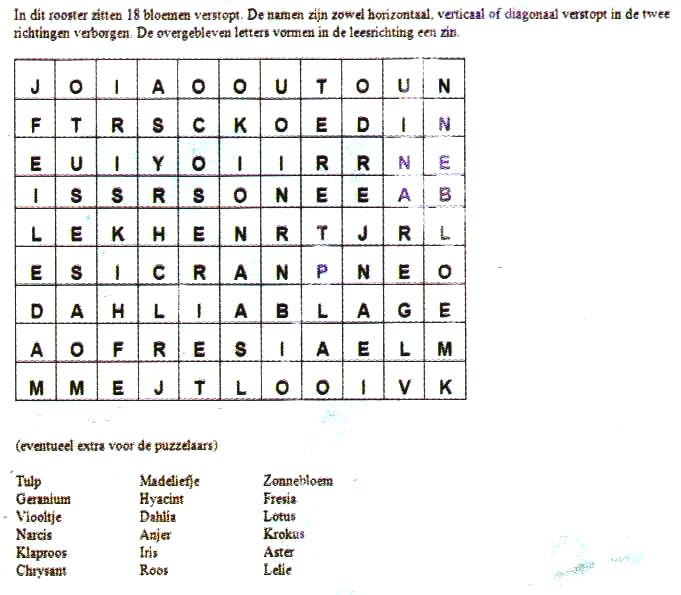 In dit rooster zitten 18 bloemen verstopt. De namen zijn zowel horizontaal, verticaal of diagonaal verstopt in de twee
richtingen verborgen. De overgebleven letters vormen in de leesrichting een zin.
J O I A O O U T O U N
F T R S C K O E D I N
E U I Y O I I R R N E
I S S R S O N E E A B
L E K H E N R T J R L
E S I C R A N P N E O
D A H L I A B L A G E
A O F R E S I A E L M
M M E J T L O O I V K
(eventueel extra voor de puzzelaars)
Tulp Madeliefje Zonnebloem
Geranium Hyacint Fresia
Viooltje Dahlia Lotus
Narcis Anjer Krokus
Klaproos Iris Aster
Chrysant Roos Lelie